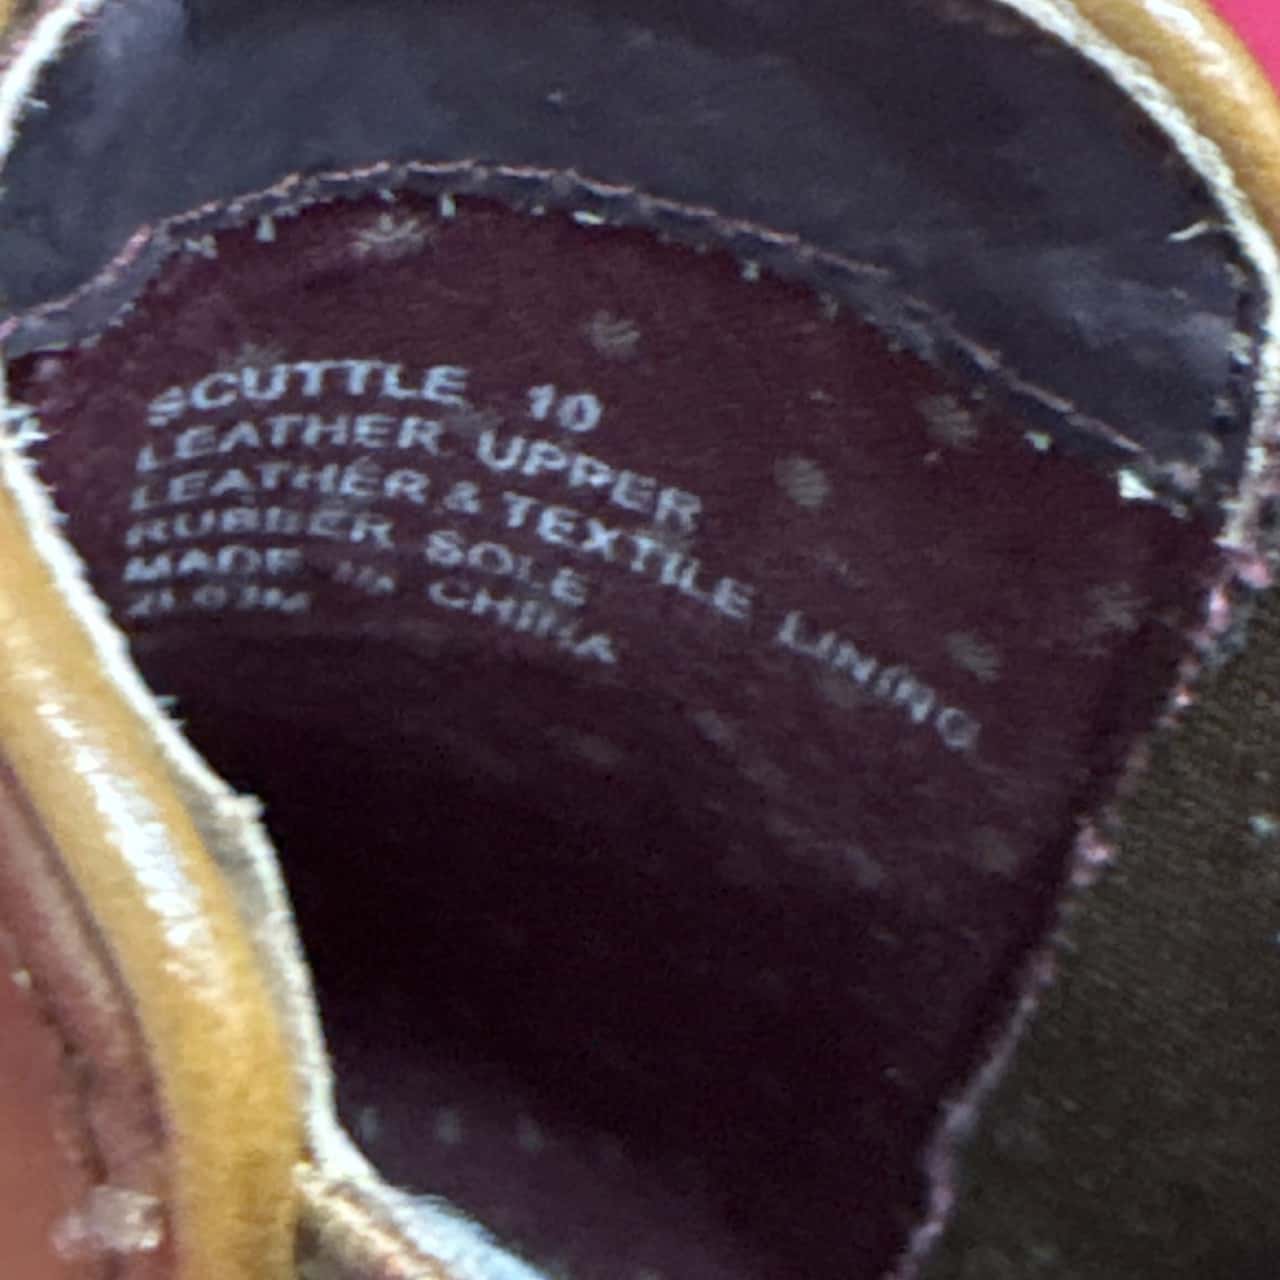 SCUTTLE 10
LEATHER UPPER
LEATHER & TEXTILE LINING
RUBBER SOLE
MADE IN CHINA